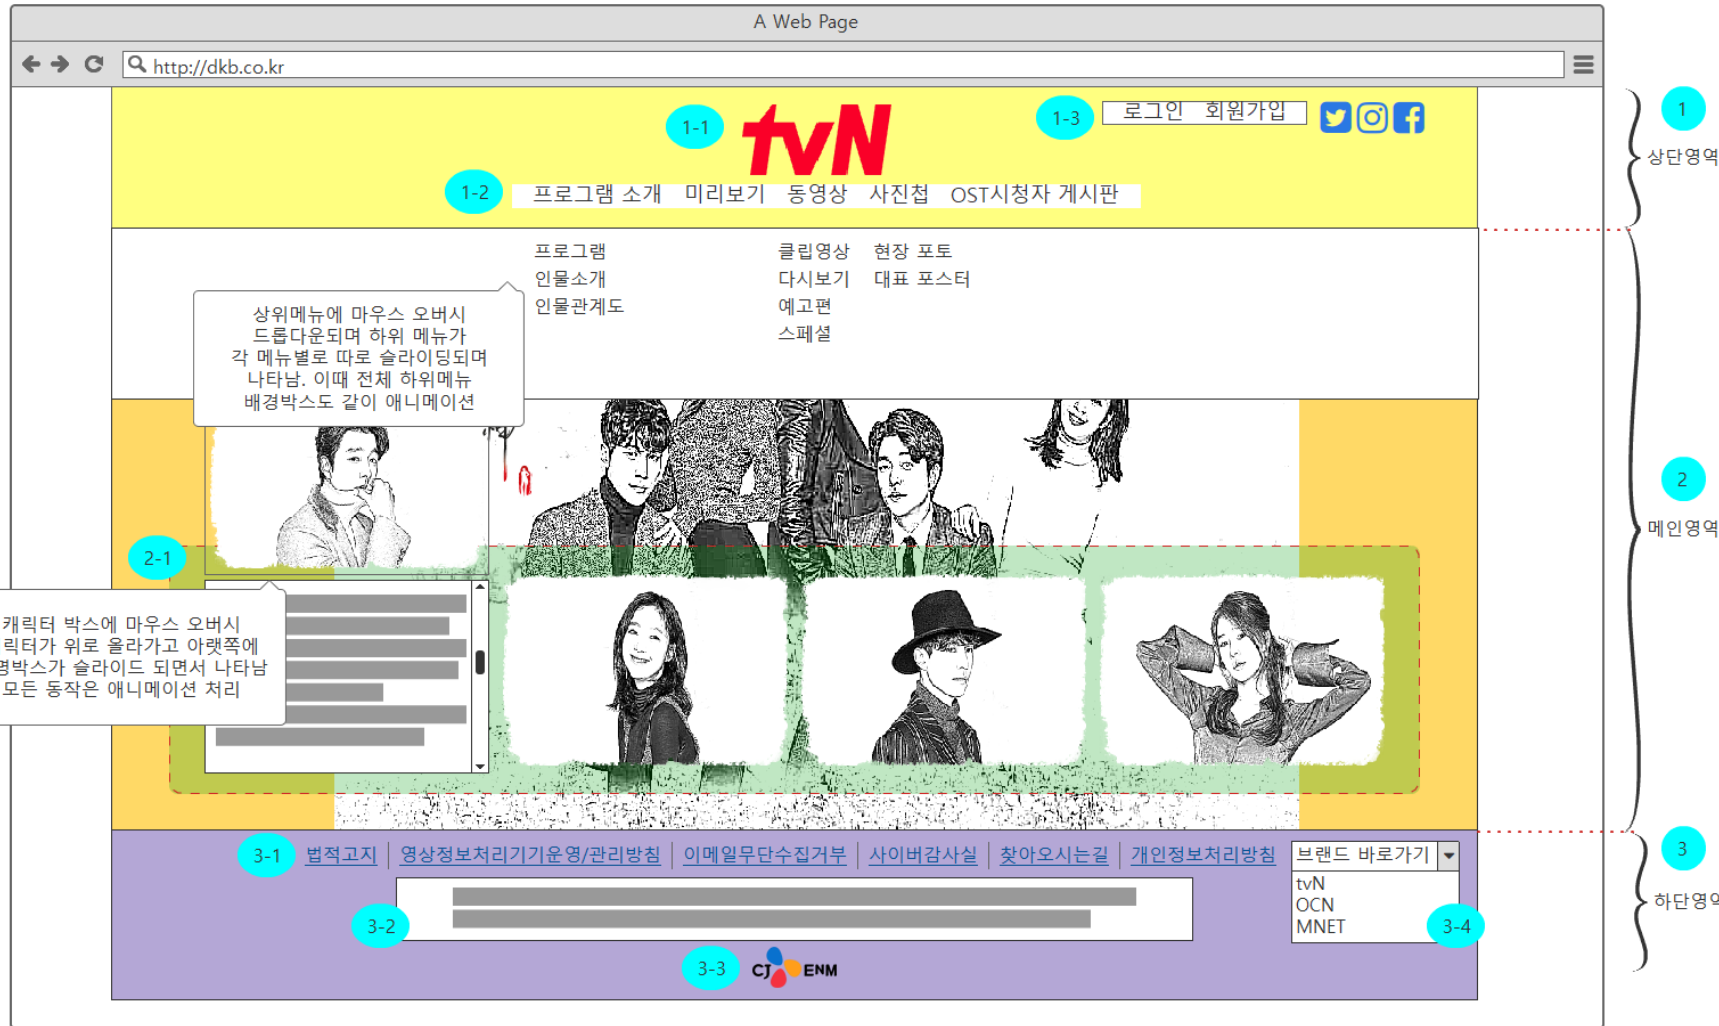 A Web Page
http://dkb.co.kr
1-1
tvN
1-3
로그인 회원가입
1
상단영역
1-2
프로그램 소개 미리보기 동영상 사진첩 OST시청자 게시판
프로그램
인물소개
인물관계도
클립영상
다시보기
예고편
스페셜
현장 포토
대표 포스터
상위메뉴에 마우스 오버시
드롭다운되며 하위 메뉴가
각 메뉴별로 따로 슬라이딩되며
나타남. 이때 전체 하위메뉴
배경박스도 같이 애니메이션
2
메인영역
2-1
캐릭터 박스에 마우스 오버시
릭터가 위로 올라가고 아랫쪽에
명박스가 슬라이드 되면서 나타남
모든 동작은 애니메이션 처리
3-1
법적고지 영상정보처리기기운영/관리방침 이메일무단수집거부 사이버감사실 찾아오시는길 개인정보처리방침
브랜드 바로가기
tvN
OCN
MNET
3-4
3
하단영역
3-2
3-3
CJ ENM